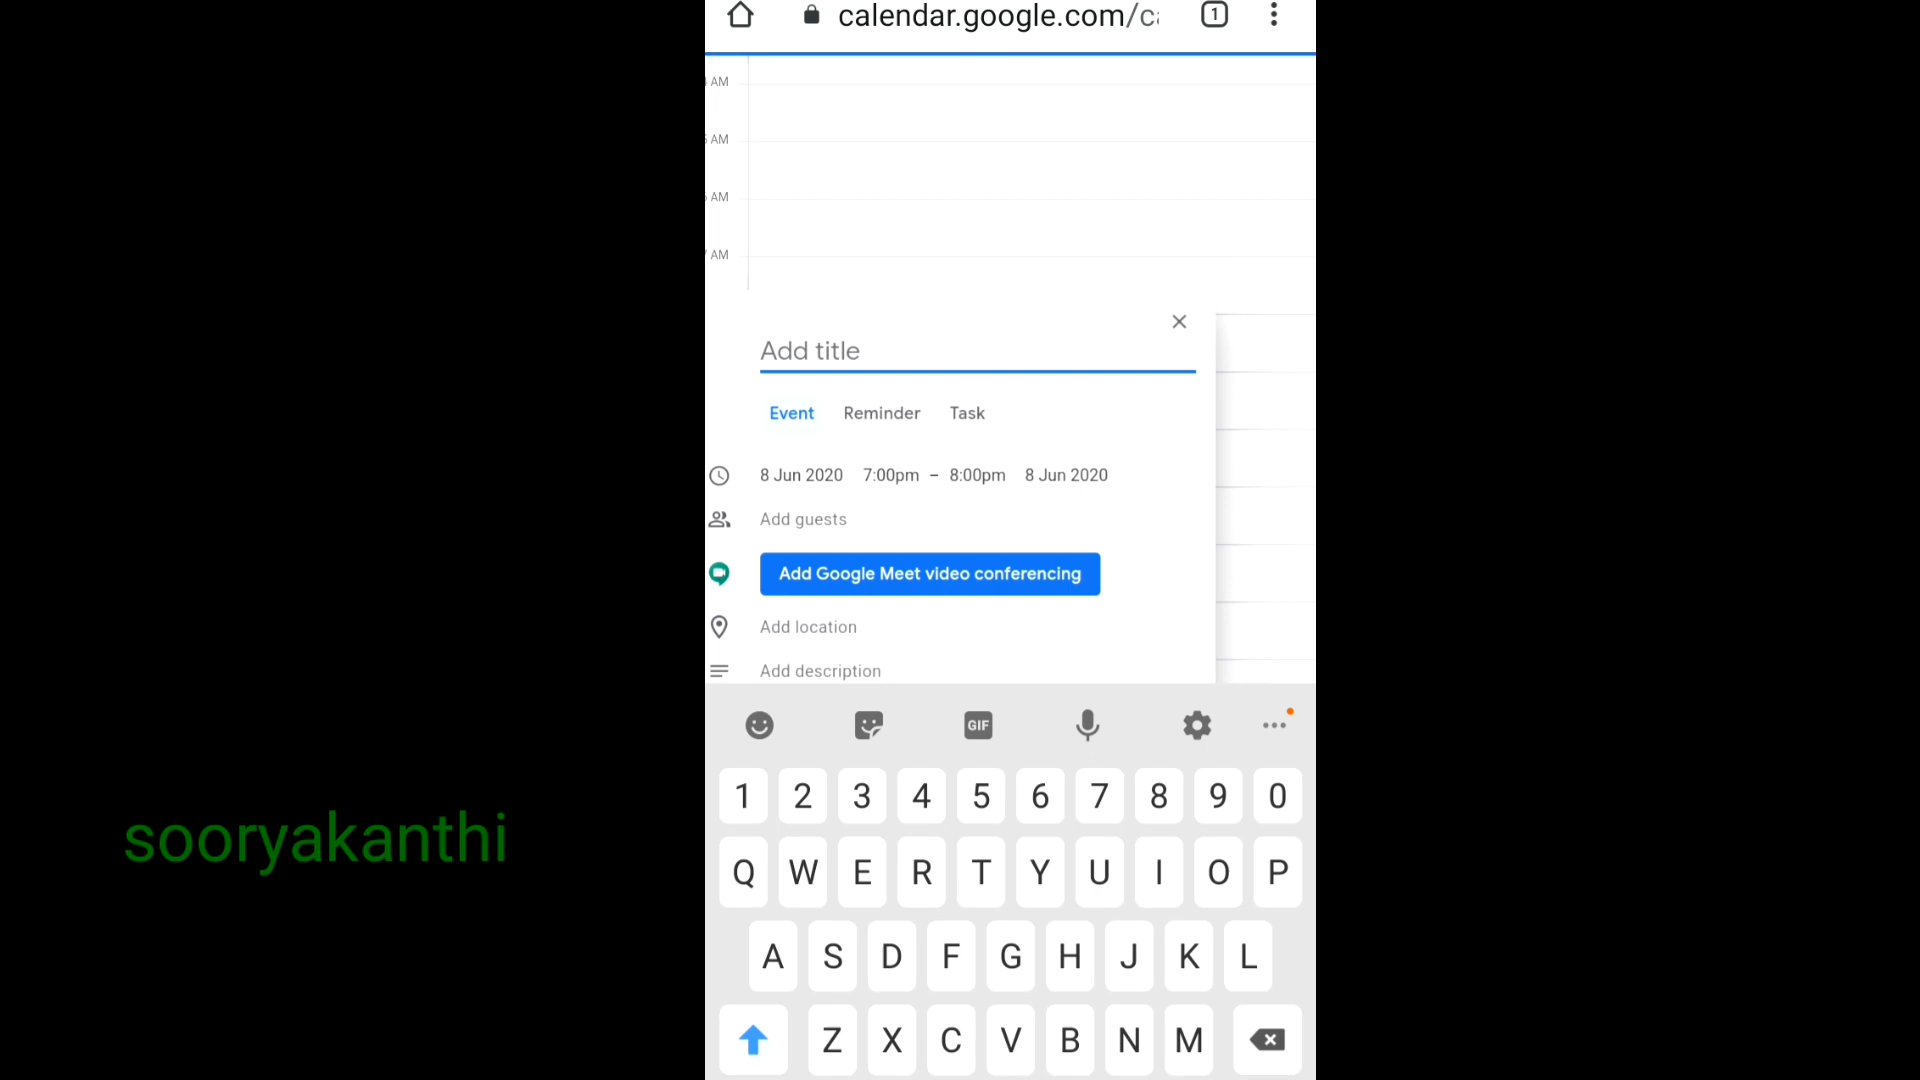 calendar.google.com/c
1
AM
AM
AM
AM
Add title
Event Reminder Task
8 Jun 2020 7:00pm – 8:00pm 8 Jun 2020
Add guests
Add Google Meet video conferencing
Add location
Add description
GIF
1 2 3 4 5 6 7 8 9 0
Q W E R T Y U I O P
A S D F G H J K L
Z X C V B N M
sooryakanthi